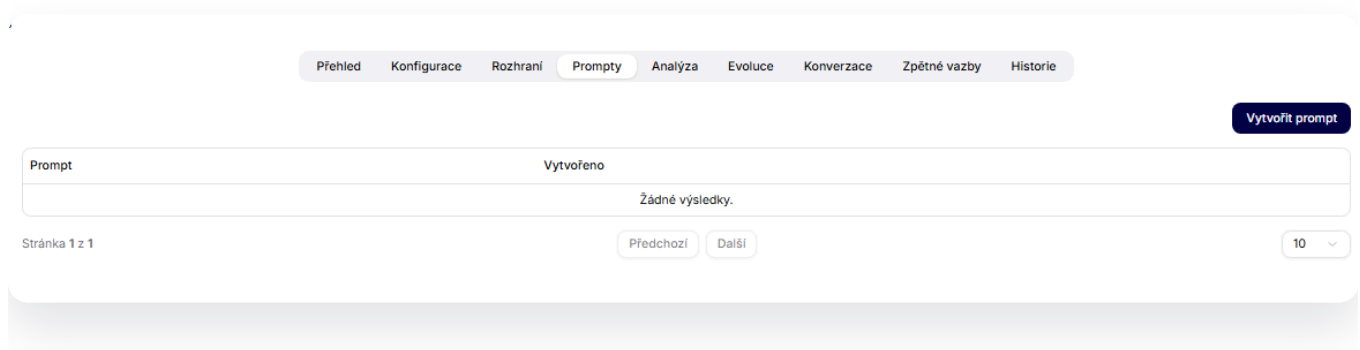 ,
Přehled Konfigurace Rozhraní Prompty Analýza Evoluce Konverzace Zpětné vazby Historie
Vytvořit prompt
Prompt Vytvořeno
Žádné výsledky.
Stránka 1 z 1 Předchozí Další 10